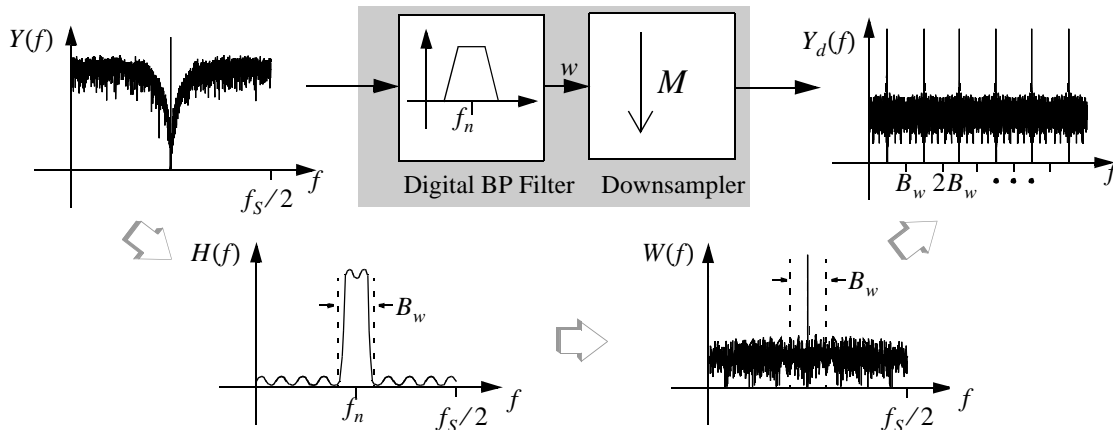 Y(f)
f
f_S/2
f_n
w
M
Digital BP Filter
Downsampler
Y_d(f)
B_w 2B_w • • •
f
H(f)
B_w
f_n
f_S/2
f
W(f)
B_w
f_S/2
f